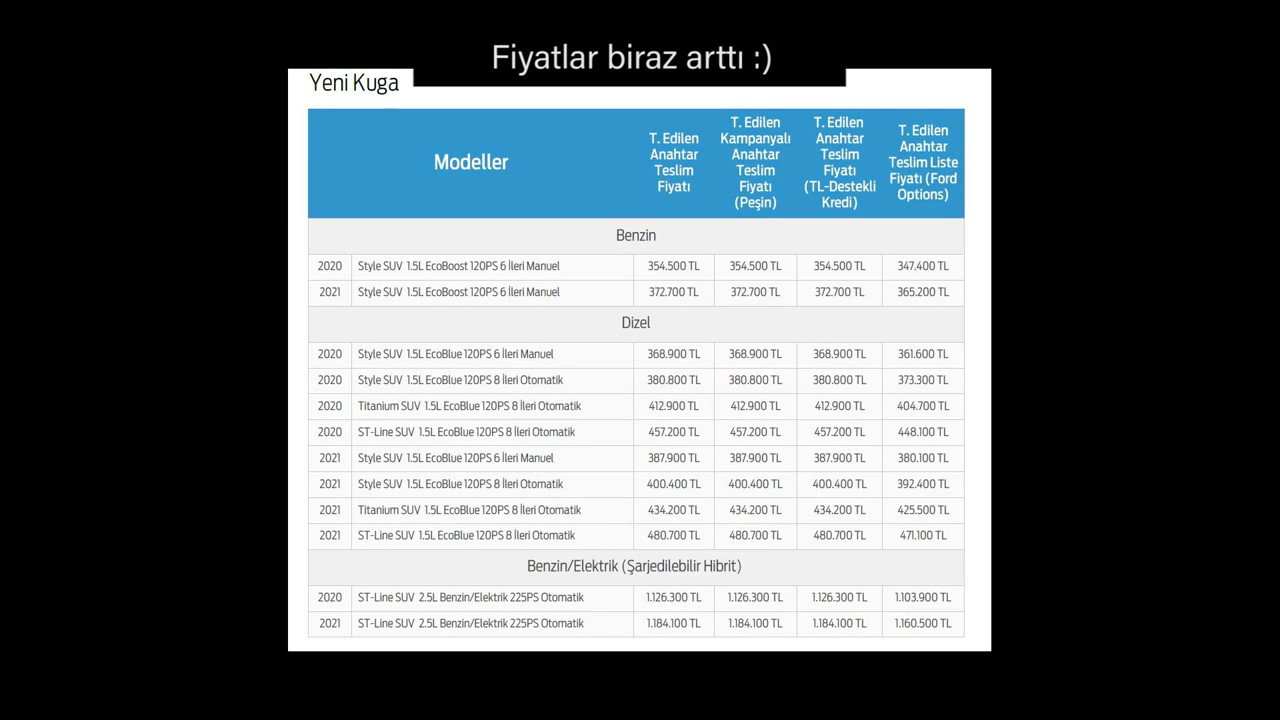 Fiyatlar biraz arttı :)
Yeni Kuga
Modeller
T. Edilen
Anahtar
Teslim
Fiyatı
T. Edilen
Kampanyalı
Anahtar
Teslim
Fiyatı
(Peşin)
T. Edilen
Anahtar
Teslim
Fiyatı
(TL-Destekli
Kredi)
T. Edilen
Anahtar
Teslim Liste
Fiyatı (Ford
Options)
Benzin
2020 Style SUV 1.5L EcoBoost 120PS 6 İleri Manuel 354.500 TL 354.500 TL 354.500 TL 347.400 TL
2021 Style SUV 1.5L EcoBoost 120PS 6 İleri Manuel 372.700 TL 372.700 TL 372.700 TL 365.200 TL
Dizel
2020 Style SUV 1.5L EcoBlue 120PS 6 İleri Manuel 368.900 TL 368.900 TL 368.900 TL 361.600 TL
2020 Style SUV 1.5L EcoBlue 120PS 8 İleri Otomatik 380.800 TL 380.800 TL 380.800 TL 373.300 TL
2020 Titanium SUV 1.5L EcoBlue 120PS 8 İleri Otomatik 412.900 TL 412.900 TL 412.900 TL 404.700 TL
2020 ST-Line SUV 1.5L EcoBlue 120PS 8 İleri Otomatik 457.200 TL 457.200 TL 457.200 TL 448.100 TL
2021 Style SUV 1.5L EcoBlue 120PS 6 İleri Manuel 387.900 TL 387.900 TL 387.900 TL 380.100 TL
2021 Style SUV 1.5L EcoBlue 120PS 8 İleri Otomatik 400.400 TL 400.400 TL 400.400 TL 392.400 TL
2021 Titanium SUV 1.5L EcoBlue 120PS 8 İleri Otomatik 434.200 TL 434.200 TL 434.200 TL 425.500 TL
2021 ST-Line SUV 1.5L EcoBlue 120PS 8 İleri Otomatik 480.700 TL 480.700 TL 480.700 TL 471.100 TL
Benzin/Elektrik (Şarjedilebilir Hibrit)
2020 ST-Line SUV 2.5L Benzin/Elektrik 225PS Otomatik 1.126.300 TL 1.126.300 TL 1.126.300 TL 1.103.900 TL
2021 ST-Line SUV 2.5L Benzin/Elektrik 225PS Otomatik 1.184.100 TL 1.184.100 TL 1.184.100 TL 1.160.500 TL